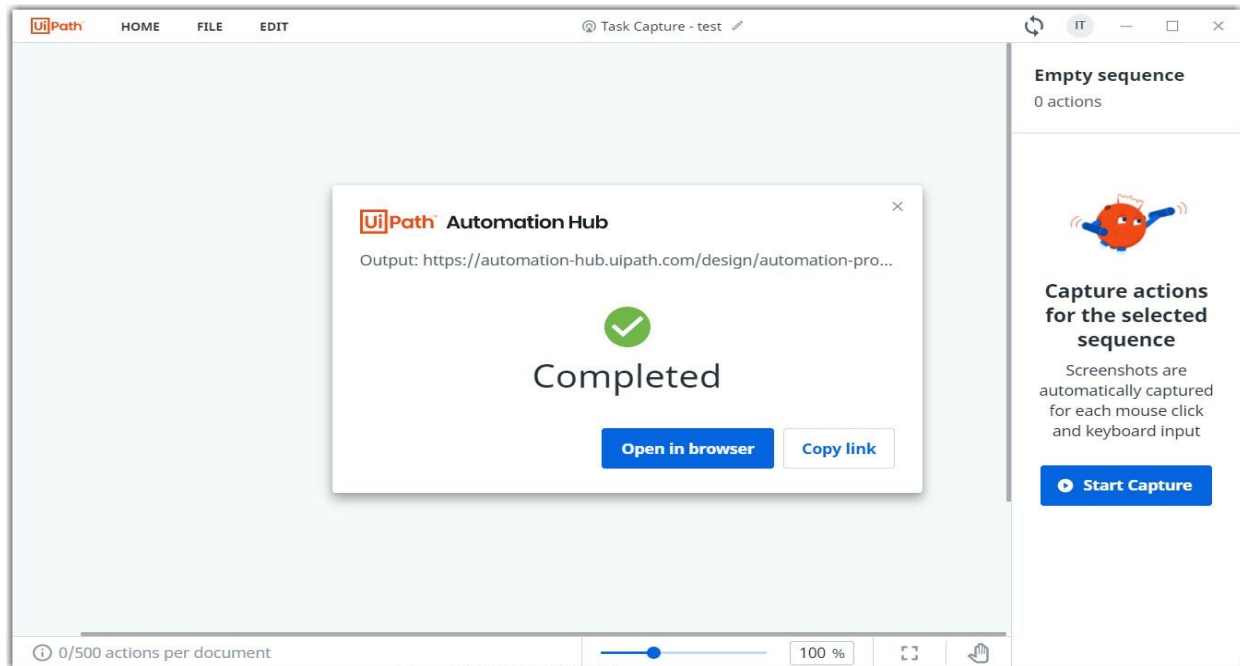 UiPath HOME FILE EDIT Task Capture - test IT
Empty sequence
0 actions
UiPath Automation Hub
Output: https://automation-hub.uipath.com/design/automation-pro...
Completed
Open in browser Copy link
Capture actions
for the selected
sequence
Screenshots are
automatically captured
for each mouse click
and keyboard input
Start Capture
0/500 actions per document 100 %